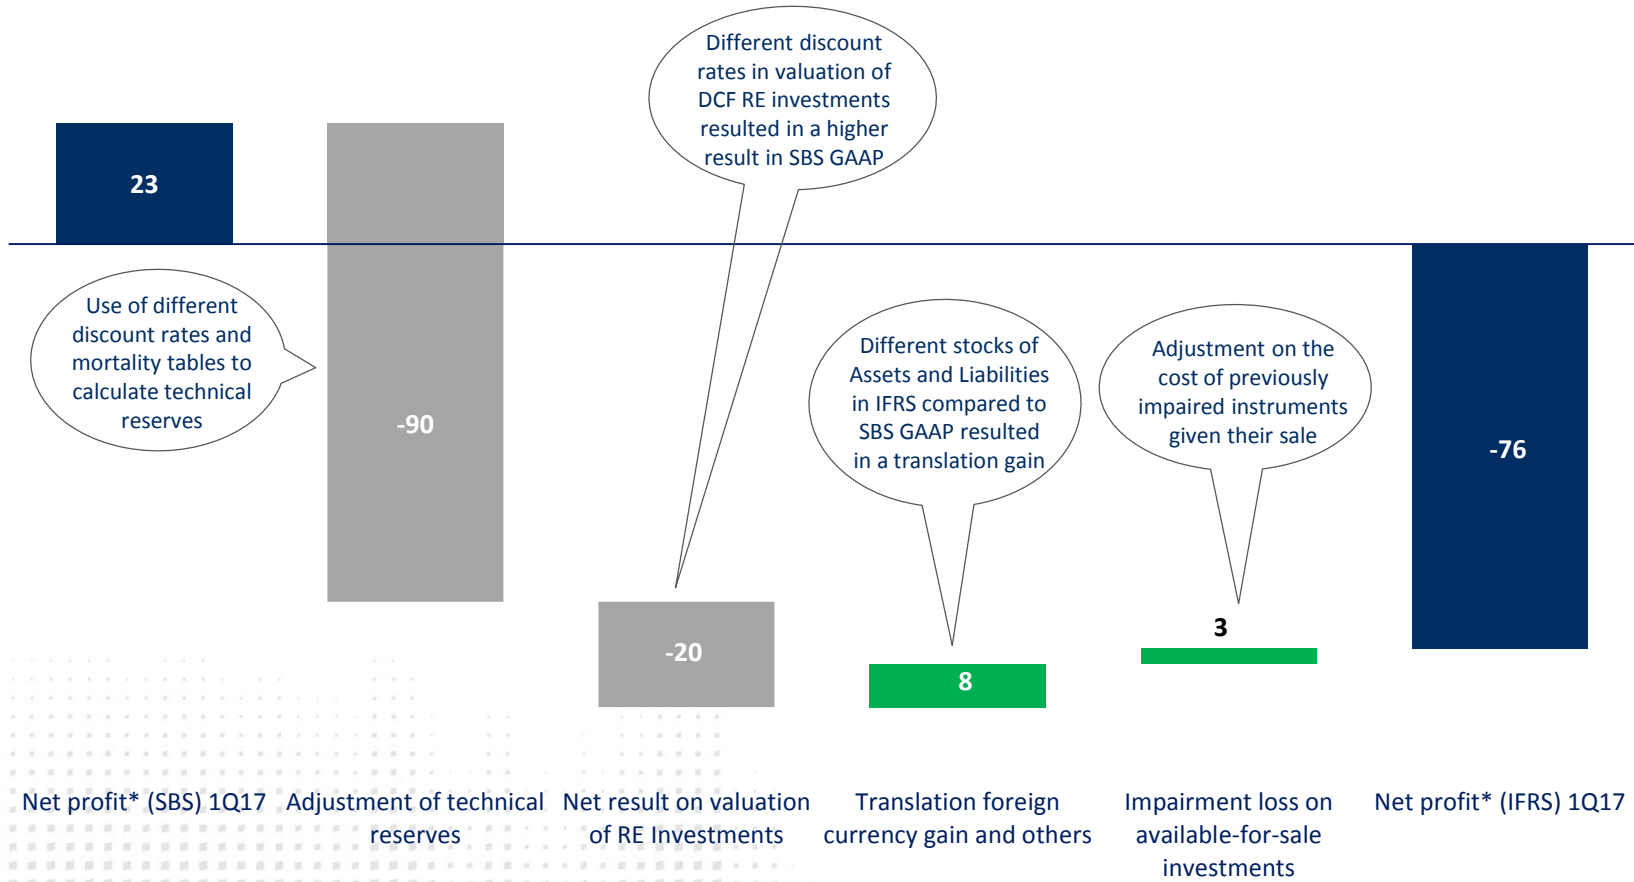 Different discount
rates in valuation of
DCF RE investments
resulted in a higher
result in SBS GAAP
23
Use of different
discount rates and
mortality tables to
calculate technical
reserves
-90
Different stocks of
Assets and Liabilities
in IFRS compared to
SBS GAAP resulted
in a translation gain
Adjustment on the
cost of previously
impaired instruments
given their sale
-76
-20
8
3
Net profit* (SBS) 1Q17
Adjustment of technical
reserves
Net result on valuation
of RE Investments
Translation foreign
currency gain and others
Impairment loss on
available-for-sale
investments
Net profit* (IFRS) 1Q17